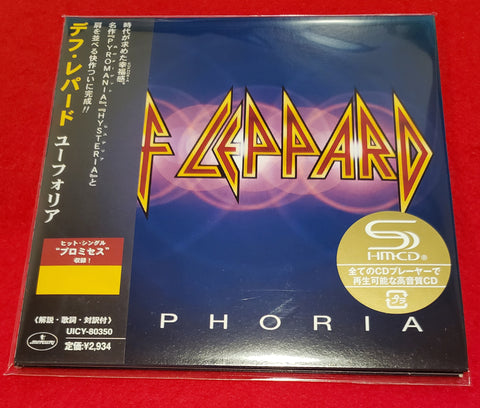 時代が求めた幸福感。
名作『PYROMANIA』、『HYSTERIA』と
肩を並べる快作ついに完成!!
デフ・レパード
ユーフォリア
ヒット・シングル
“プロミセス”
収録!
〈解説・歌詞・対訳付〉
UICY-80350
mercury
定価:¥2,934
F LEPPARD
SHM-CD
全てのCDプレーヤーで
再生可能な高音質CD
プラ
PHORIA